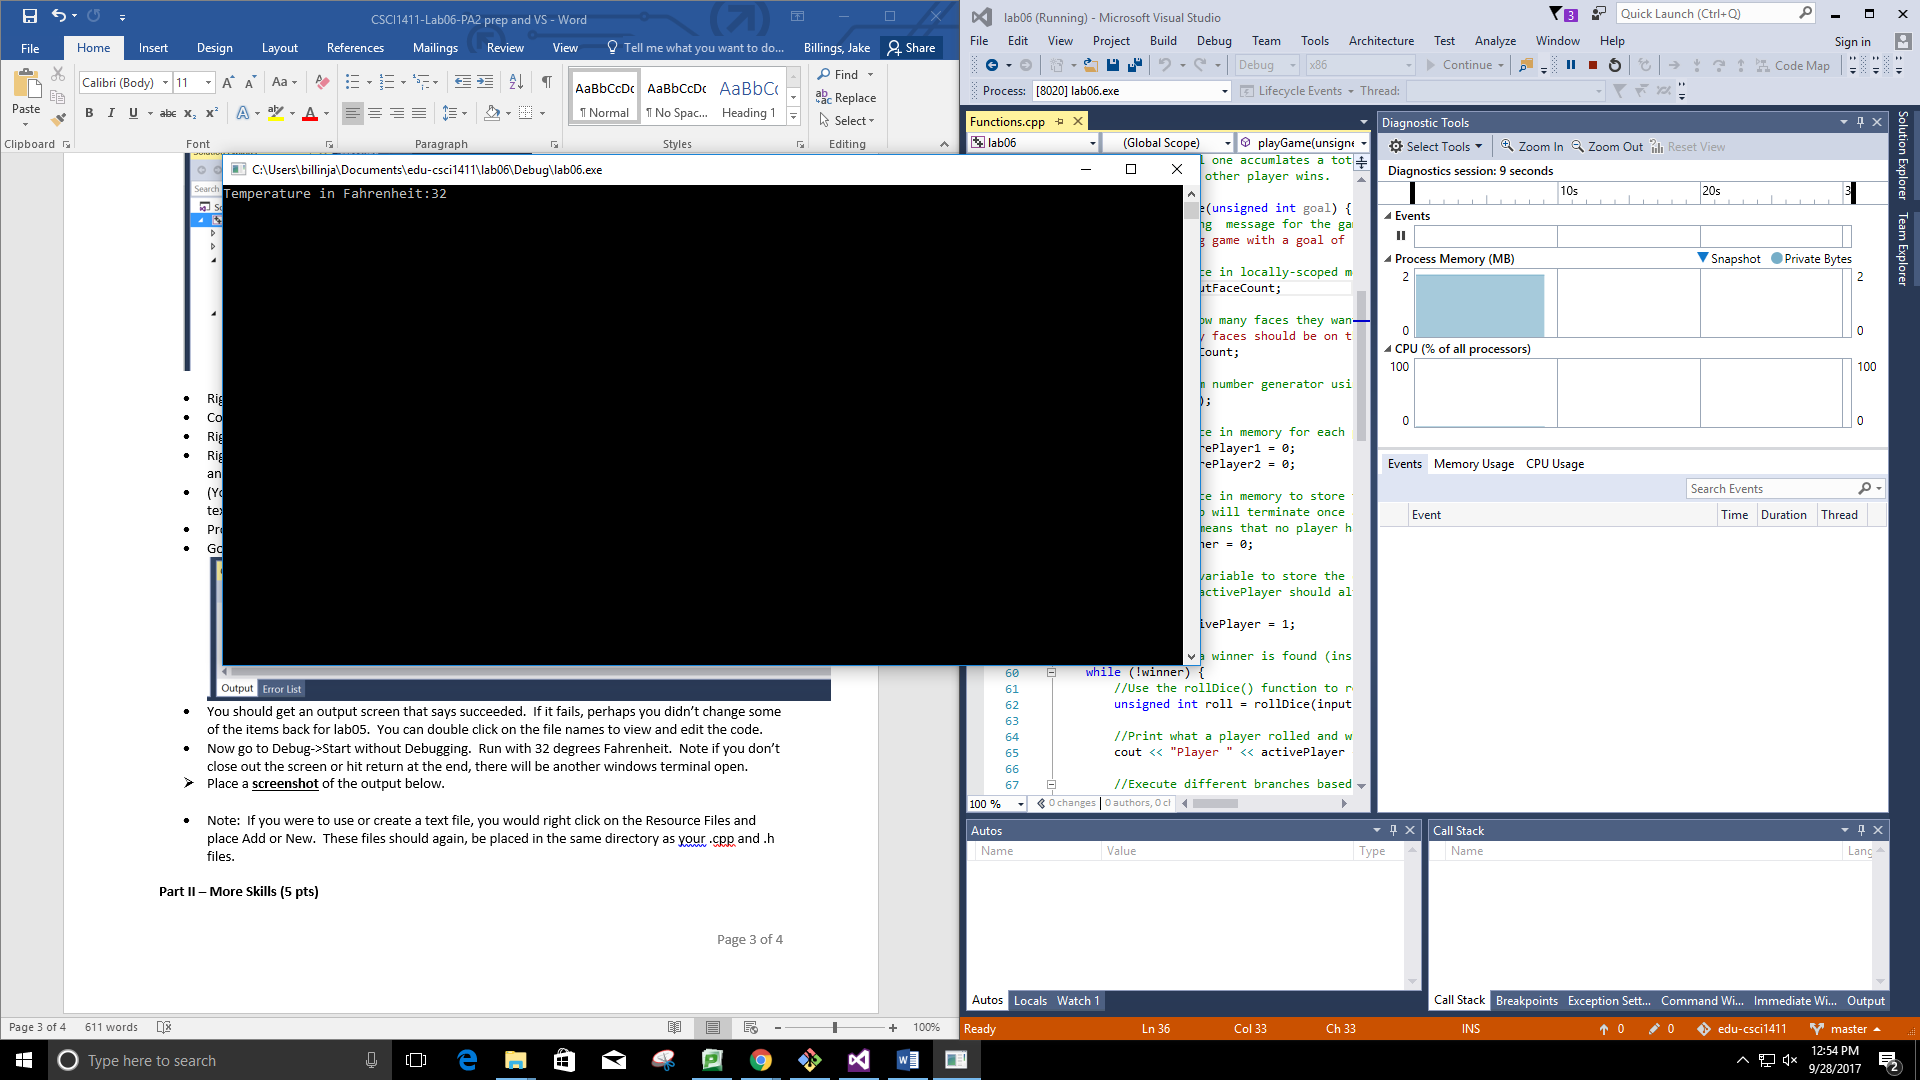 CSCI1411-Lab06-PA2 prep and VS - Word
File Home Insert Design Layout References Mailings Review View Tell me what you want to do... Billings, Jake Share
Paste
Calibri (Body) 11
Aa
B I U abc x₂ x²
AaBbCcDc AaBbCcDc AaBbCc
¶ Normal ¶ No Spac... Heading 1
Find
Replace
Select
Clipboard Font Paragraph Styles Editing
Search
C:\Users\billinja\Documents\edu-csci1411\lab06\Debug\lab06.exe
Temperature in Fahrenheit:32
Output Error List
• You should get an output screen that says succeeded. If it fails, perhaps you didn't change some
of the items back for lab05. You can double click on the file names to view and edit the code.
• Now go to Debug->Start without Debugging. Run with 32 degrees Fahrenheit. Note if you don't
close out the screen or hit return at the end, there will be another windows terminal open.
➢ Place a screenshot of the output below.
• Note: If you were to use or create a text file, you would right click on the Resource Files and
place Add or New. These files should again, be placed in the same directory as your .cpp and .h
files.
Part II – More Skills (5 pts)
Page 3 of 4
Page 3 of 4 611 words 100%
lab06 (Running) - Microsoft Visual Studio
3
Quick Launch (Ctrl+Q)
File Edit View Project Build Debug Team Tools Architecture Test Analyze Window Help Sign in
Debug x86 Continue Code Map
Process: [8020] lab06.exe Lifecycle Events Thread:
Functions.cpp
lab06 (Global Scope) playGame(unsigne
l one accumlates a tot
other player wins.
e(unsigned int goal) {
ng message for the ga
g game with a goal of
ce in locally-scoped m
utFaceCount;
ow many faces they wan
y faces should be on t
Count;
m number generator usi
);
ce in memory for each
rePlayer1 = 0;
rePlayer2 = 0;
ce in memory to store
p will terminate once
means that no player h
ner = 0;
variable to store the
activePlayer should al
ivePlayer = 1;
a winner is found (ins
60 while (!winner) {
61 //Use the rollDice() function to r
62 unsigned int roll = rollDice(input
63
64 //Print what a player rolled and w
65 cout << "Player " << activePlayer
66
67 //Execute different branches based
100 % 0 changes | 0 authors, 0 cl
Diagnostic Tools
Select Tools Zoom In Zoom Out Reset View
Diagnostics session: 9 seconds
10s 20s 3
Events
Process Memory (MB) Snapshot Private Bytes
2 2
0 0
CPU (% of all processors)
100 100
0 0
Events Memory Usage CPU Usage
Search Events
Event Time Duration Thread
Solution Explorer
Team Explorer
Autos
Name Value Type
Autos Locals Watch 1
Call Stack
Name Lang
Call Stack Breakpoints Exception Sett... Command Wi... Immediate Wi... Output
Ready Ln 36 Col 33 Ch 33 INS 0 0 edu-csci1411 master
Type here to search
12:54 PM
9/28/2017
2